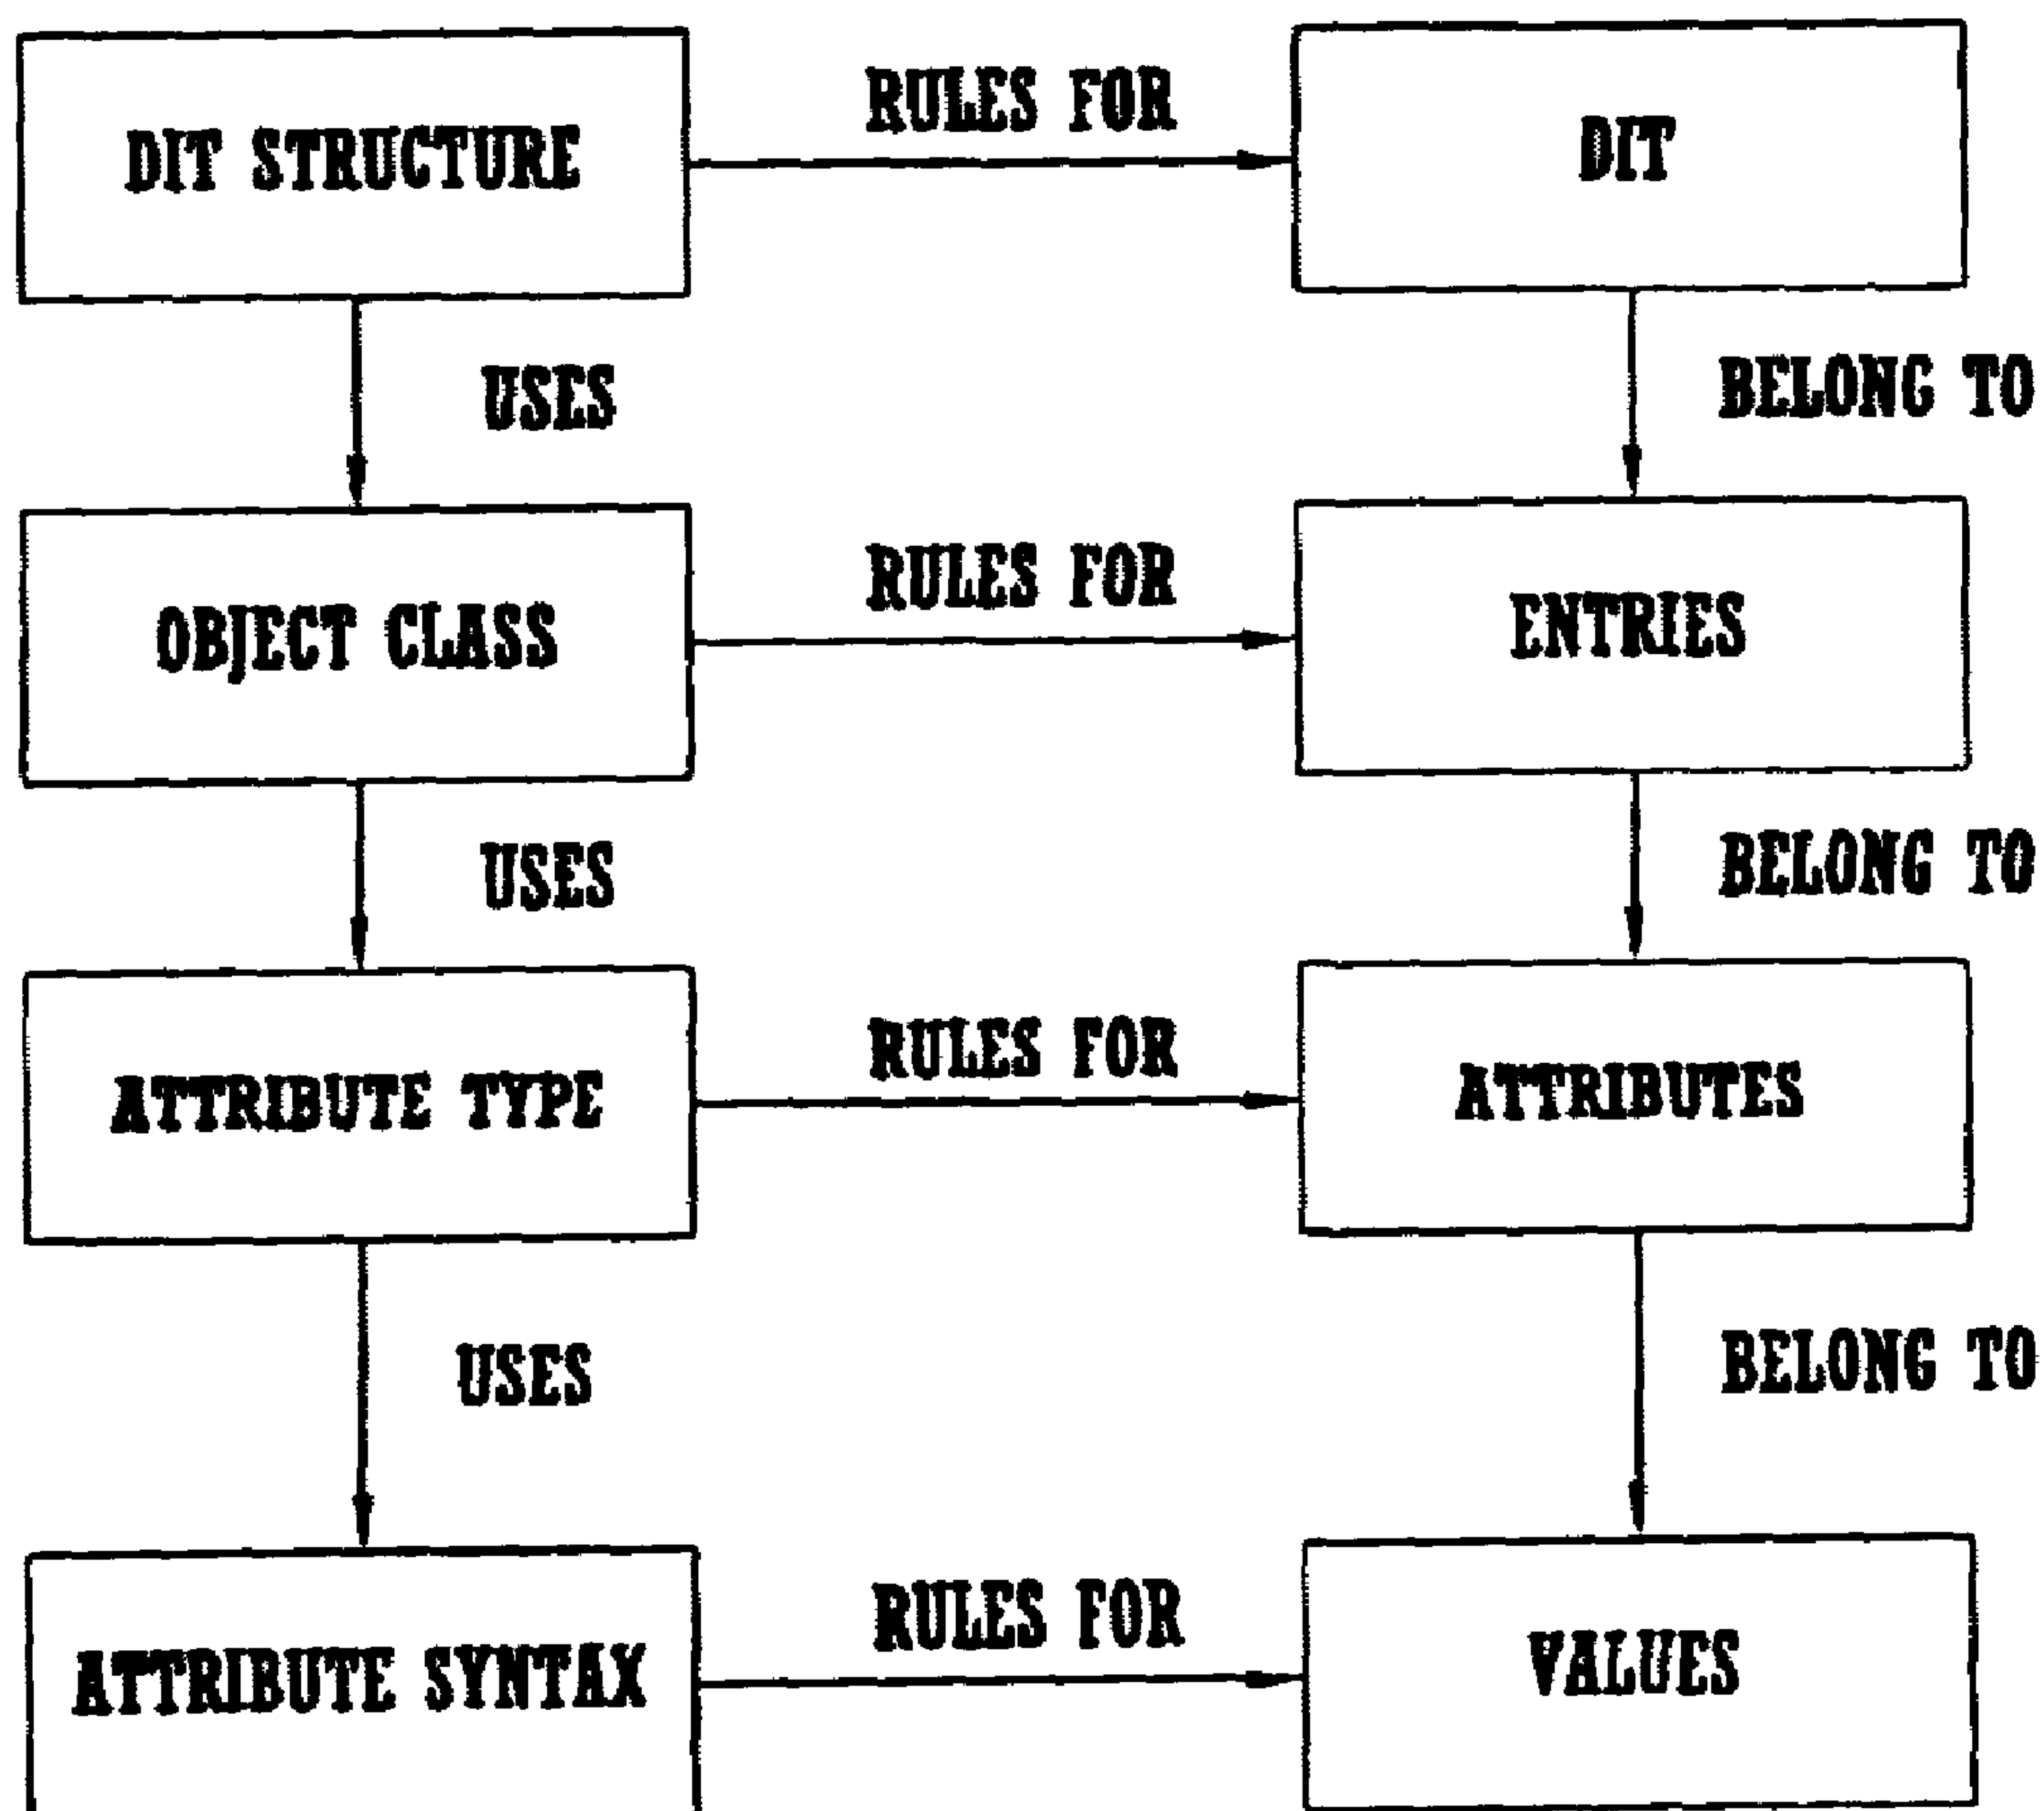 RULES FOR
DIT STRUCTURE
DIT
USES
BELONG TO
RULES FOR
OBJECT CLASS
ENTRIES
USES
BELONG TO
RULES FOR
ATTRIBUTE TYPE
ATTRIBUTES
USES
BELONG TO
RULES FOR
ATTRIBUTE SYNTAX
VALUES